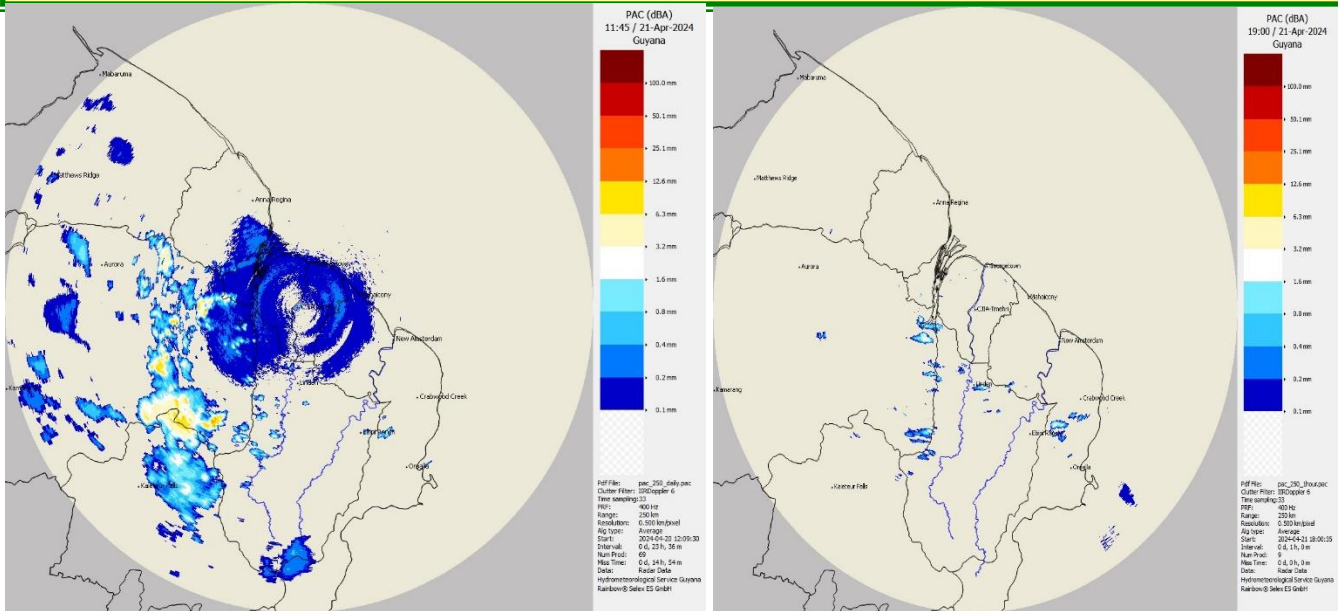 PAC (dBA)
11:45 / 21-Apr-2024
Guyana
100.0 mm
50.1 mm
25.1 mm
12.6 mm
6.3 mm
3.2 mm
1.6 mm
0.8 mm
0.4 mm
0.2 mm
0.1 mm
Pdf File: pac_250_daily.pac
Clutter Filter: IIRDoppler 6
Time sampling:33
PRF: 400 Hz
Range: 250 km
Resolution: 0.500 km/pixel
Alg type: Average
Start: 2024-04-20 12:09:30
Interval: 0 d, 23 h, 36 m
Num Prod: 69
Miss Time: 0 d, 14 h, 54 m
Data: Radar Data
Hydrometeorological Service Guyana
Rainbow® Selex ES GmbH
Mabaruma
Matthews Ridge
Anna Regina
Aurora
New Amsterdam
Linden
Crabwood Creek
Orealla
PAC (dBA)
19:00 / 21-Apr-2024
Guyana
100.0 mm
50.1 mm
25.1 mm
12.6 mm
6.3 mm
3.2 mm
1.6 mm
0.8 mm
0.4 mm
0.2 mm
0.1 mm
Pdf File: pac_250_1hour.pac
Clutter Filter: IIRDoppler 6
Time sampling:33
PRF: 400 Hz
Range: 250 km
Resolution: 0.500 km/pixel
Alg type: Average
Start: 2024-04-21 18:00:35
Interval: 0 d, 1 h, 0 m
Num Prod: 9
Miss Time: 0 d, 0 h, 0 m
Data: Radar Data
Hydrometeorological Service Guyana
Rainbow® Selex ES GmbH
Mabaruma
Matthews Ridge
Anna Regina
Aurora
Georgetown
Mahaicony
CJIA-Timehri
New Amsterdam
Kamarang
Linden
Crabwood Creek
Orealla
Kaieteur Falls